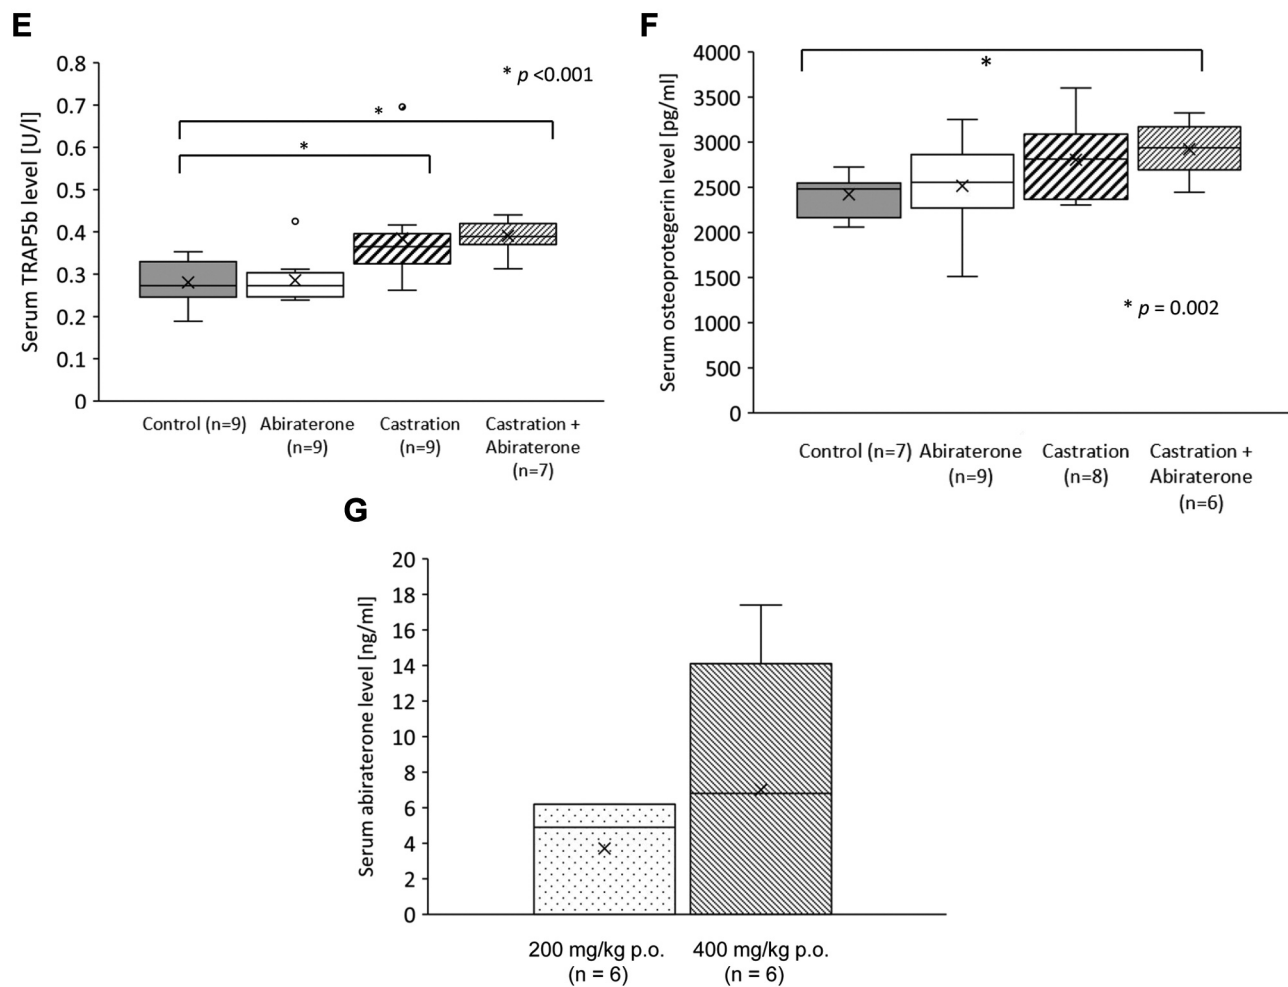 E
Serum TRAP5b level [U/l]
0.8
0.7
0.6
0.5
0.4
0.3
0.2
0.1
0
* p <0.001
*
*
Control (n=9)
Abiraterone
(n=9)
Castration
(n=9)
Castration +
Abiraterone
(n=7)
F
Serum osteoprotegerin level [pg/ml]
4000
3500
3000
2500
2000
1500
1000
500
0
*
* p = 0.002
Control (n=7)
Abiraterone
(n=9)
Castration
(n=8)
Castration +
Abiraterone
(n=6)
G
Serum abiraterone level [ng/ml]
20
18
16
14
12
10
8
6
4
2
0
200 mg/kg p.o.
(n = 6)
400 mg/kg p.o.
(n = 6)